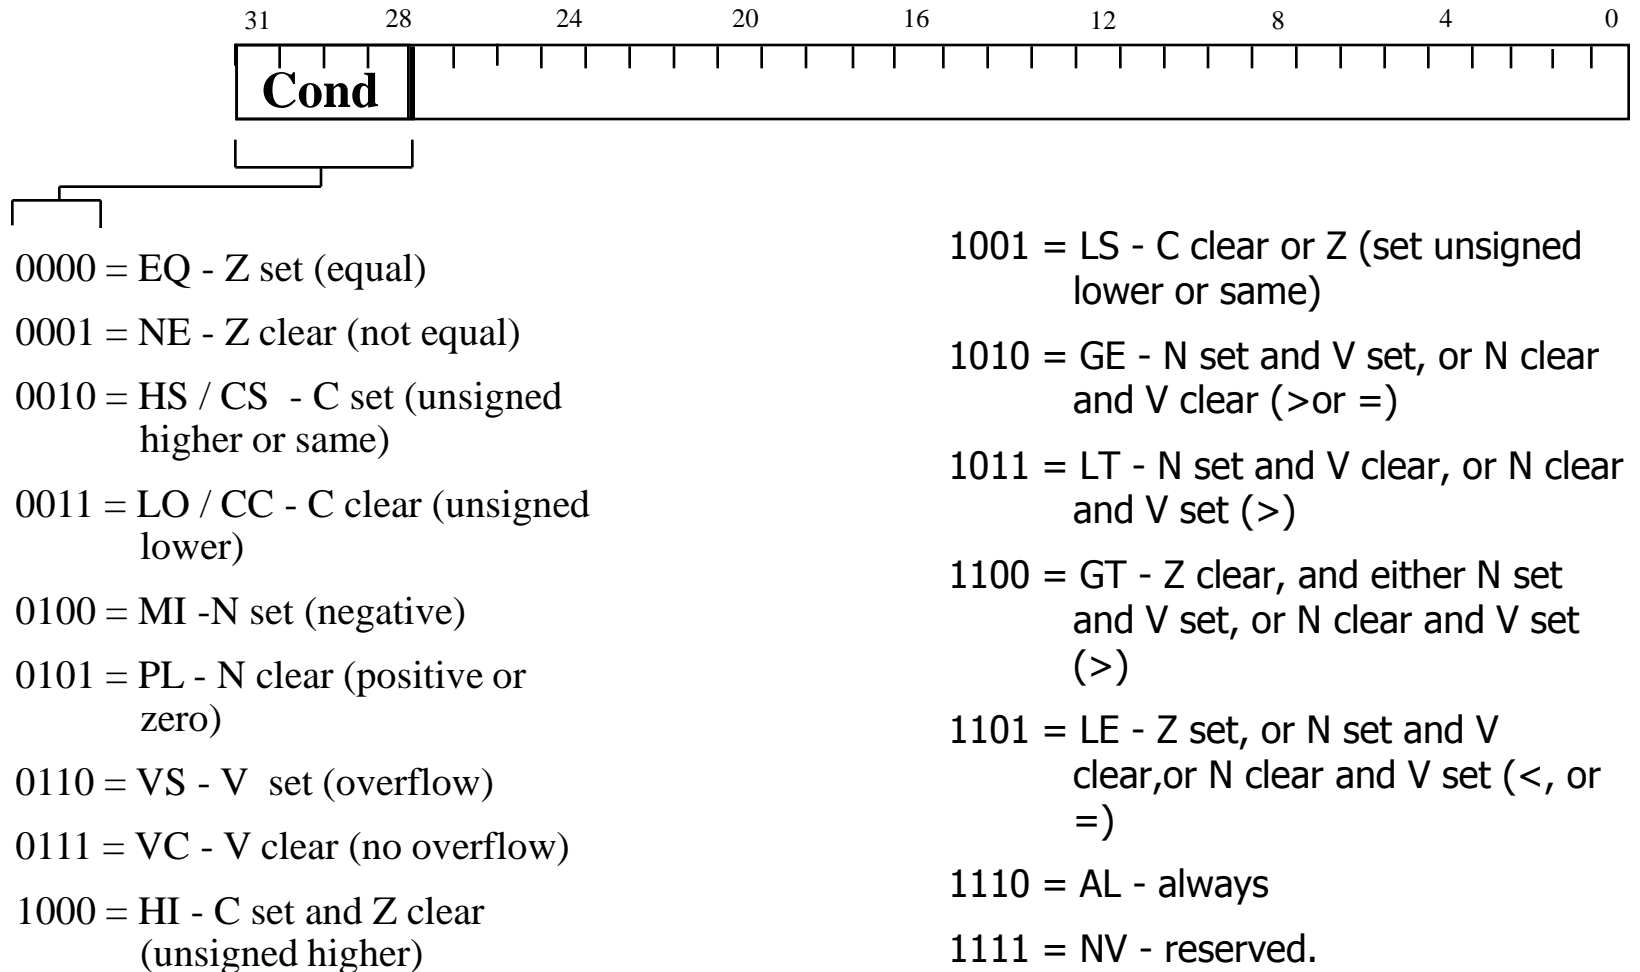 31 28 24 20 16 12 8 4 0
Cond
0000 = EQ - Z set (equal)
0001 = NE - Z clear (not equal)
0010 = HS / CS - C set (unsigned
higher or same)
0011 = LO / CC - C clear (unsigned
lower)
0100 = MI -N set (negative)
0101 = PL - N clear (positive or
zero)
0110 = VS - V set (overflow)
0111 = VC - V clear (no overflow)
1000 = HI - C set and Z clear
(unsigned higher)
1001 = LS - C clear or Z (set unsigned
lower or same)
1010 = GE - N set and V set, or N clear
and V clear (>or =)
1011 = LT - N set and V clear, or N clear
and V set (>)
1100 = GT - Z clear, and either N set
and V set, or N clear and V set
(>)
1101 = LE - Z set, or N set and V
clear,or N clear and V set (<, or
=)
1110 = AL - always
1111 = NV - reserved.